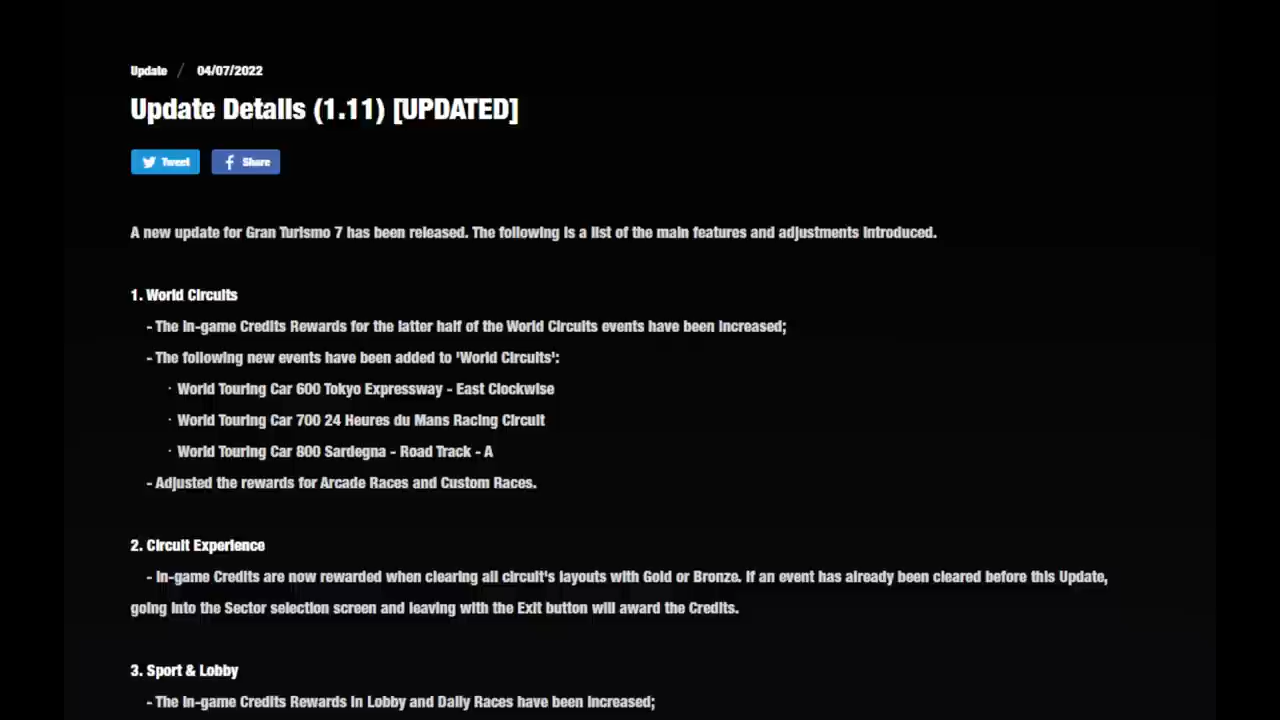 Update / 04/07/2022
Update Details (1.11) [UPDATED]
Tweet Share
A new update for Gran Turismo 7 has been released. The following is a list of the main features and adjustments introduced.
1. World Circuits
- The in-game Credits Rewards for the latter half of the World Circuits events have been increased;
- The following new events have been added to 'World Circuits':
· World Touring Car 600 Tokyo Expressway - East Clockwise
· World Touring Car 700 24 Heures du Mans Racing Circuit
· World Touring Car 800 Sardegna - Road Track - A
- Adjusted the rewards for Arcade Races and Custom Races.
2. Circuit Experience
- In-game Credits are now rewarded when clearing all circuit's layouts with Gold or Bronze. If an event has already been cleared before this Update,
going into the Sector selection screen and leaving with the Exit button will award the Credits.
3. Sport & Lobby
- The in-game Credits Rewards in Lobby and Daily Races have been increased;